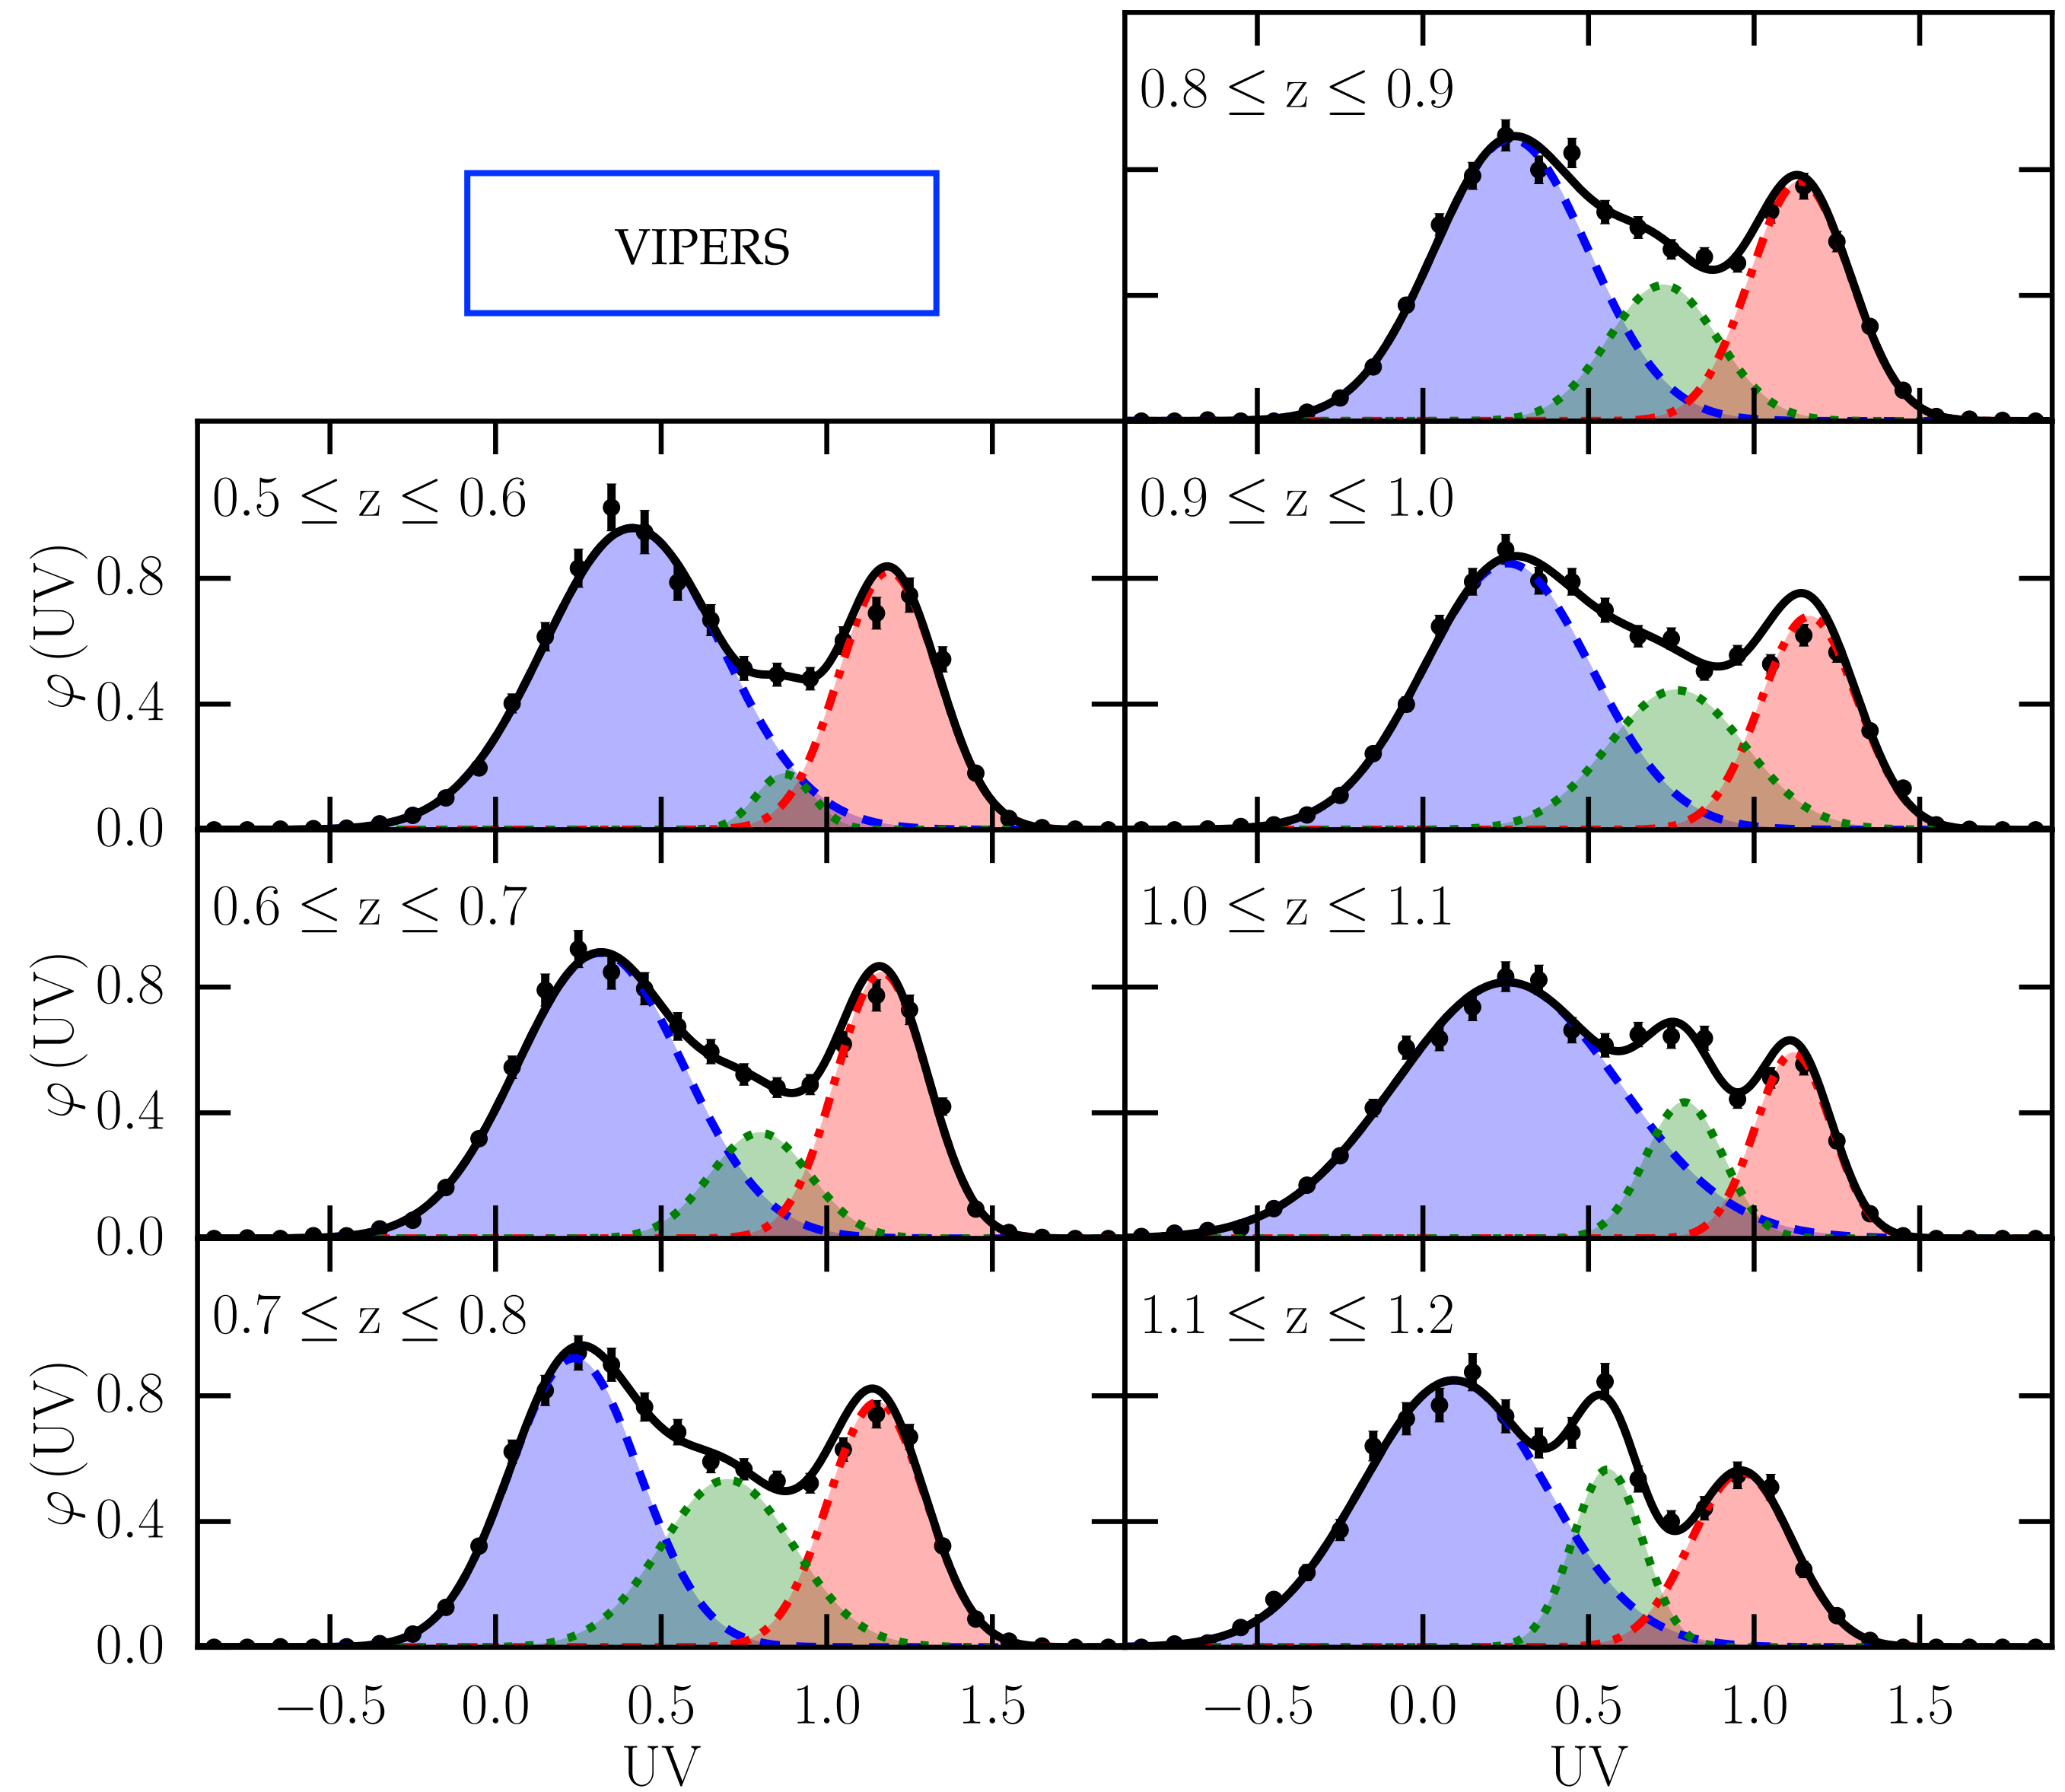 VIPERS
0.8 ≤ z ≤ 0.9
0.5 ≤ z ≤ 0.6
0.9 ≤ z ≤ 1.0
φ (UV)
0.8
0.4
0.0
0.6 ≤ z ≤ 0.7
1.0 ≤ z ≤ 1.1
φ (UV)
0.8
0.4
0.0
0.7 ≤ z ≤ 0.8
1.1 ≤ z ≤ 1.2
φ (UV)
0.8
0.4
0.0
−0.5 0.0 0.5 1.0 1.5
−0.5 0.0 0.5 1.0 1.5
UV
UV